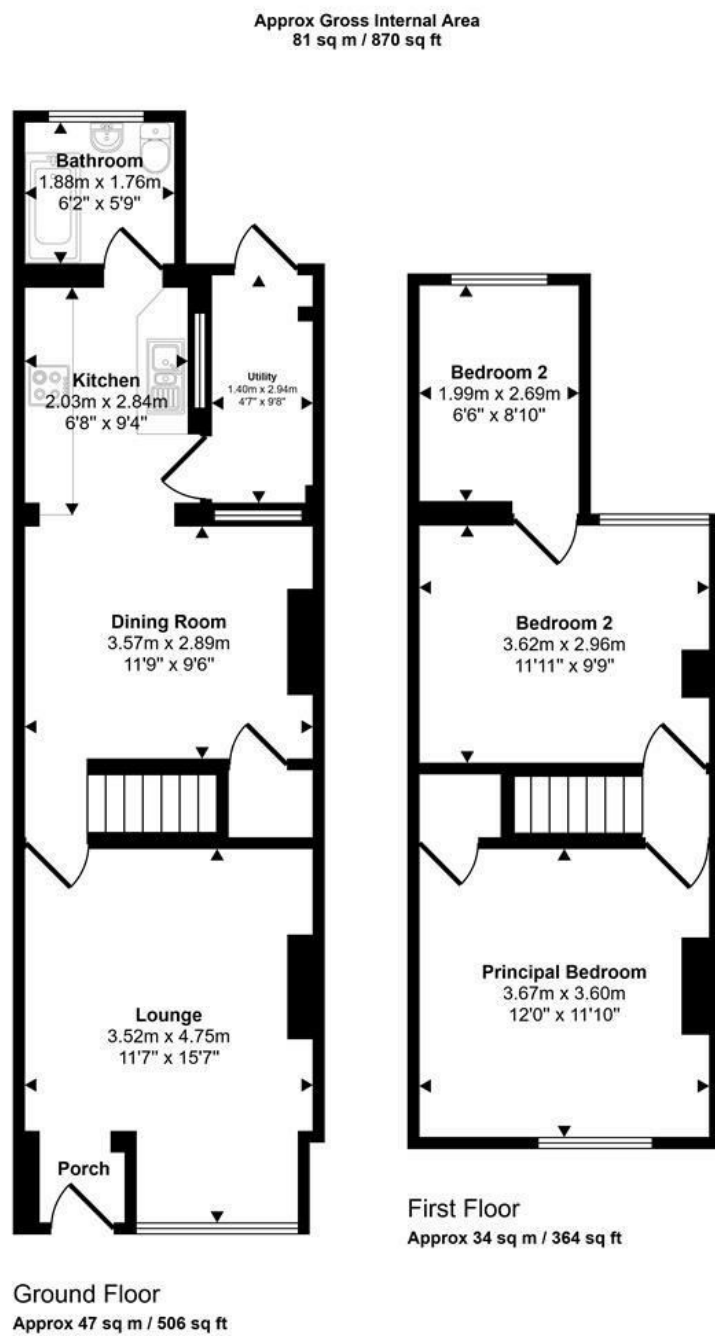 Approx Gross Internal Area
81 sq m / 870 sq ft
Bathroom
1.88m x 1.76m
6'2" x 5'9"
Kitchen
2.03m x 2.84m
6'8" x 9'4"
Utility
1.40m x 2.94m
4'7" x 9'8"
Dining Room
3.57m x 2.89m
11'9" x 9'6"
Lounge
3.52m x 4.75m
11'7" x 15'7"
Porch
Ground Floor
Approx 47 sq m / 506 sq ft
Bedroom 2
1.99m x 2.69m
6'6" x 8'10"
Bedroom 2
3.62m x 2.96m
11'11" x 9'9"
Principal Bedroom
3.67m x 3.60m
12'0" x 11'10"
First Floor
Approx 34 sq m / 364 sq ft